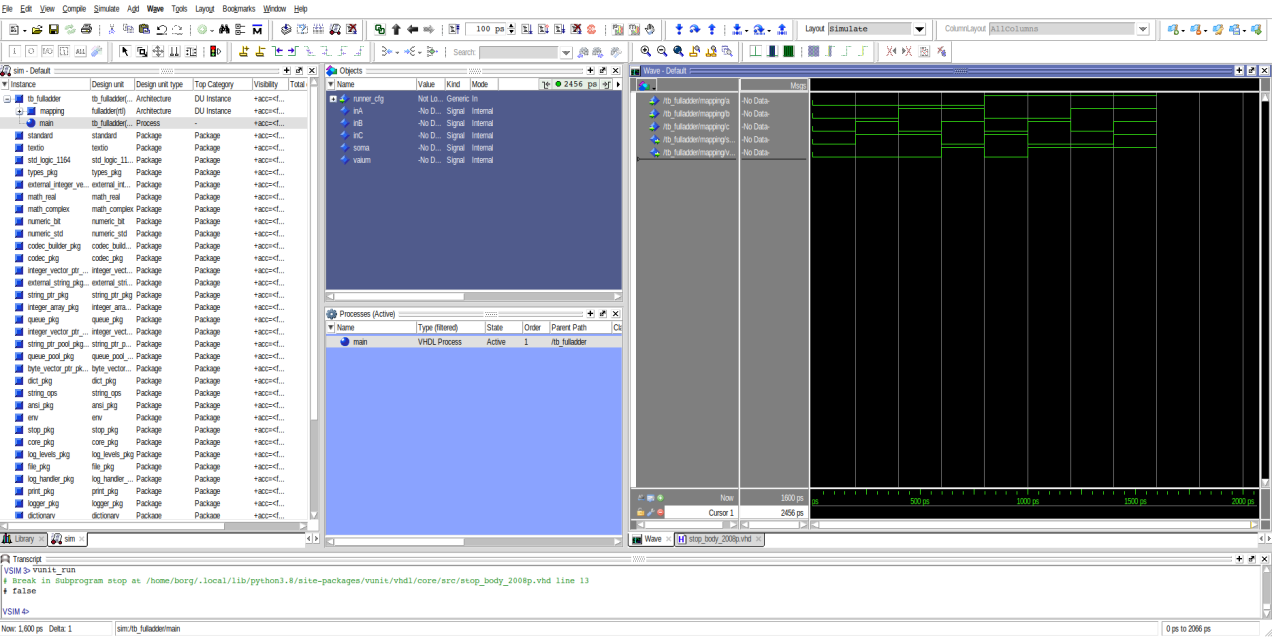 File Edit View Compile Simulate Add Wave Tools Layout Bookmarks Window Help
100 ps
Layout Simulate
ColumnLayout AllColumns
Search:
sim - Default
Instance Design unit Design unit type Top Category Visibility Total
tb_fulladder tb_fulladder(... Architecture DU Instance +acc=<f...
mapping fulladder(rtl) Architecture DU Instance +acc=<f...
main tb_fulladder(... Process - +acc=<f...
standard standard Package Package +acc=<f...
textio textio Package Package +acc=<f...
std_logic_1164 std_logic_11... Package Package +acc=<f...
types_pkg types_pkg Package Package +acc=<f...
external_integer_ve... external_int... Package Package +acc=<f...
math_real math_real Package Package +acc=<f...
math_complex math_complex Package Package +acc=<f...
numeric_bit numeric_bit Package Package +acc=<f...
numeric_std numeric_std Package Package +acc=<f...
codec_builder_pkg codec_build... Package Package +acc=<f...
codec_pkg codec_pkg Package Package +acc=<f...
integer_vector_ptr_... integer_vect... Package Package +acc=<f...
external_string_pkg... external_stri... Package Package +acc=<f...
string_ptr_pkg string_ptr_pkg Package Package +acc=<f...
integer_array_pkg integer_arra... Package Package +acc=<f...
queue_pkg queue_pkg Package Package +acc=<f...
integer_vector_ptr_... integer_vect... Package Package +acc=<f...
string_ptr_pool_pkg... string_ptr_p... Package Package +acc=<f...
queue_pool_pkg queue_pool_... Package Package +acc=<f...
byte_vector_ptr_pk... byte_vector... Package Package +acc=<f...
dict_pkg dict_pkg Package Package +acc=<f...
string_ops string_ops Package Package +acc=<f...
ansi_pkg ansi_pkg Package Package +acc=<f...
env env Package Package +acc=<f...
stop_pkg stop_pkg Package Package +acc=<f...
core_pkg core_pkg Package Package +acc=<f...
log_levels_pkg log_levels_pkg Package Package +acc=<f...
file_pkg file_pkg Package Package +acc=<f...
log_handler_pkg log_handler_... Package Package +acc=<f...
print_pkg print_pkg Package Package +acc=<f...
logger_pkg logger_pkg Package Package +acc=<f...
dictionary dictionary Package Package +acc=<f...
Library sim
Objects
Name Value Kind Mode 2456 ps
runner_cfg Not Lo... Generic In
inA -No D... Signal Internal
inB -No D... Signal Internal
inC -No D... Signal Internal
soma -No D... Signal Internal
vaium -No D... Signal Internal
Processes (Active)
Name Type (filtered) State Order Parent Path Cla
main VHDL Process Active 1 /tb_fulladder
Wave - Default
Msgs
/tb_fulladder/mapping/a -No Data-
/tb_fulladder/mapping/b -No Data-
/tb_fulladder/mapping/c -No Data-
/tb_fulladder/mapping/s... -No Data-
/tb_fulladder/mapping/v... -No Data-
Now 1600 ps
ps 500 ps 1000 ps 1500 ps 2000 ps
Cursor 1 2456 ps
Wave stop_body_2008p.vhd
Transcript
VSIM 3> vunit_run
# Break in Subprogram stop at /home/borg/.local/lib/python3.8/site-packages/vunit/vhdl/core/src/stop_body_2008p.vhd line 13
# false
VSIM 4>
Now: 1,600 ps Delta: 1 sim:/tb_fulladder/main 0 ps to 2066 ps